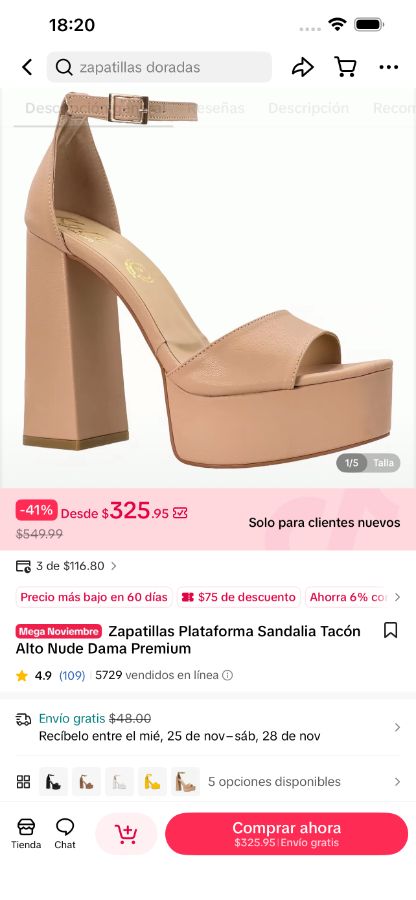 18:20
zapatillas doradas
Descripción general
Reseñas
Descripción
Recom
1/5 Talla
-41% Desde $325.95
$549.99
Solo para clientes nuevos
3 de $116.80
Precio más bajo en 60 días
$75 de descuento
Ahorra 6% co
Mega Noviembre Zapatillas Plataforma Sandalia Tacón
Alto Nude Dama Premium
4.9 (109) 5729 vendidos en línea
Envío gratis $48.00
Recíbelo entre el mié, 25 de nov–sáb, 28 de nov
5 opciones disponibles
Tienda
Chat
Comprar ahora
$325.95 | Envío gratis